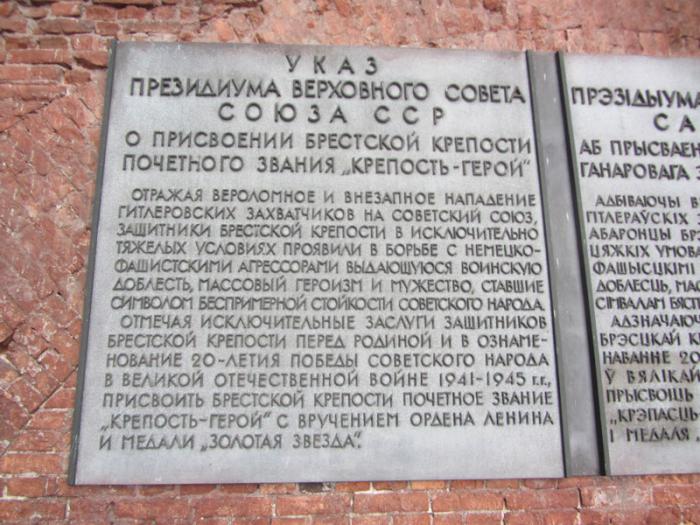 УКАЗ
ПРЕЗИДИУМА ВЕРХОВНОГО СОВЕТА
СОЮЗА ССР
О ПРИСВОЕНИИ БРЕСТСКОЙ КРЕПОСТИ
ПОЧЕТНОГО ЗВАНИЯ „КРЕПОСТЬ-ГЕРОЙ"
ОТРАЖАЯ ВЕРОЛОМНОЕ И ВНЕЗАПНОЕ НАПАДЕНИЕ
ГИТЛЕРОВСКИХ ЗАХВАТЧИКОВ НА СОВЕТСКИЙ СОЮЗ,
ЗАЩИТНИКИ БРЕСТСКОЙ КРЕПОСТИ В ИСКЛЮЧИТЕЛЬНО
ТЯЖЕЛЫХ УСЛОВИЯХ ПРОЯВИЛИ В БОРЬБЕ С НЕМЕЦКО-
ФАШИСТСКИМИ АГРЕССОРАМИ ВЫДАЮЩУЮСЯ ВОИНСКУЮ
ДОБЛЕСТЬ, МАССОВЫЙ ГЕРОИЗМ И МУЖЕСТВО, СТАВШИЕ
СИМВОЛОМ БЕСПРИМЕРНОЙ СТОЙКОСТИ СОВЕТСКОГО НАРОДА.
ОТМЕЧАЯ ИСКЛЮЧИТЕЛЬНЫЕ ЗАСЛУГИ ЗАЩИТНИКОВ
БРЕСТСКОЙ КРЕПОСТИ ПЕРЕД РОДИНОЙ И В ОЗНАМЕ-
НОВАНИЕ 20-ЛЕТИЯ ПОБЕДЫ СОВЕТСКОГО НАРОДА
В ВЕЛИКОЙ ОТЕЧЕСТВЕННОЙ ВОЙНЕ 1941-1945 г.г.,
ПРИСВОИТЬ БРЕСТСКОЙ КРЕПОСТИ ПОЧЕТНОЕ ЗВАНИЕ
„КРЕПОСТЬ-ГЕРОЙ" С ВРУЧЕНИЕМ ОРДЕНА ЛЕНИНА
И МЕДАЛИ „ЗОЛОТАЯ ЗВЕЗДА".
ПРЭЗІДЫУМА
СА
АБ ПРЫСВАЕН
ГАНАРОВАГА З
АДБІВАЮЧЫ В
ГІТЛЕРАЎСКІХ
АБАРОНЦЫ БРЭ
ЦЯЖКІХ УМОВА
ФАШЫСЦКІМІ
ДОБЛЕСЦЬ, МАС
СІМВАЛАМ БЯСП
АДЗНАЧАЮЧ
БРЭСЦКАЙ КР
НАВАННЕ 20
Ў ВЯЛІКАЙ
ПРЫСВОІЦЬ
„КРЭПАСЦЬ
І МЕДАЛЯ „